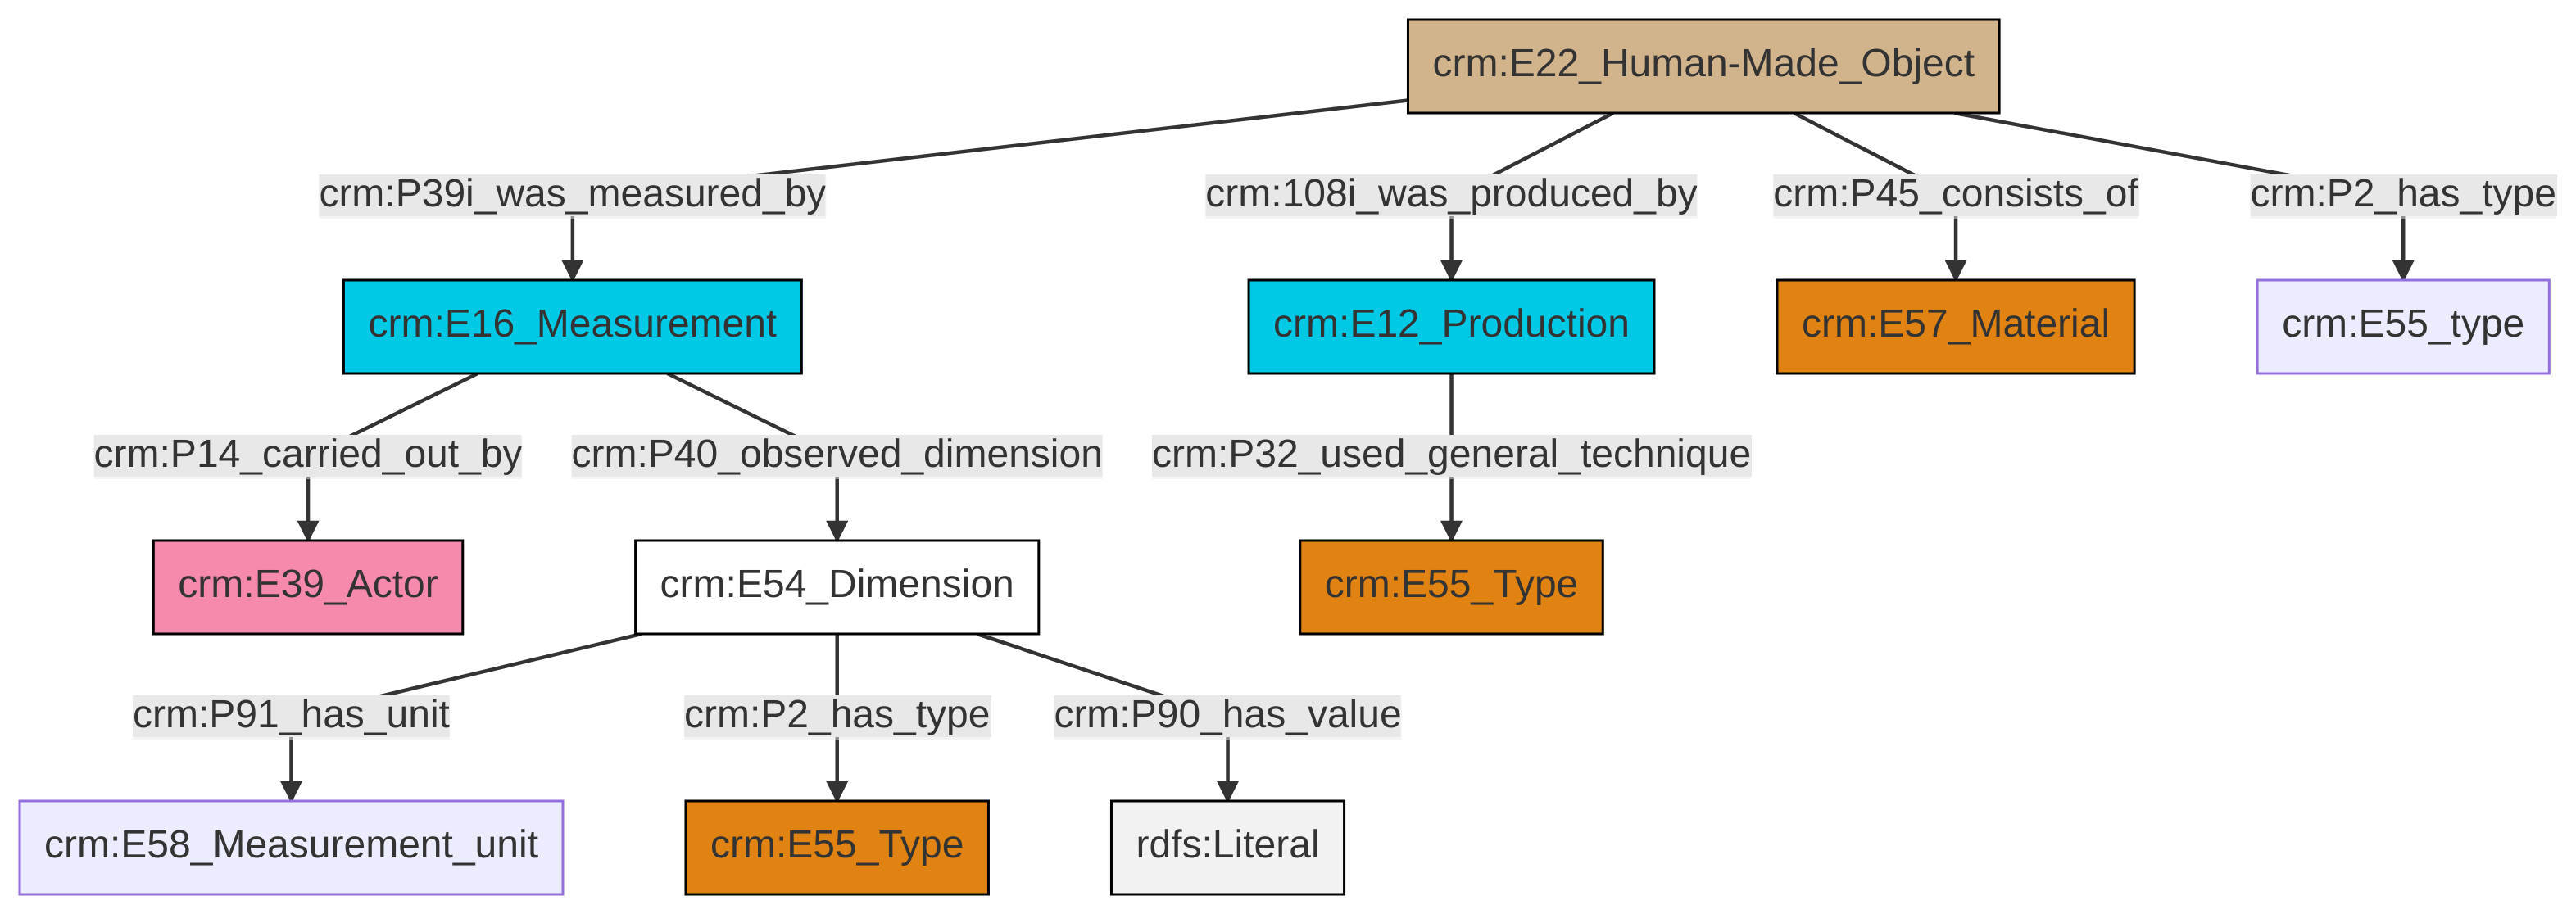 crm:E22_Human-Made_Object
crm:P39i_was_measured_by
crm:108i_was_produced_by
crm:P45_consists_of
crm:P2_has_type
crm:E16_Measurement
crm:E12_Production
crm:E57_Material
crm:E55_type
crm:P14_carried_out_by
crm:P40_observed_dimension
crm:P32_used_general_technique
crm:E39_Actor
crm:E54_Dimension
crm:E55_Type
crm:P91_has_unit
crm:P2_has_type
crm:P90_has_value
crm:E58_Measurement_unit
crm:E55_Type
rdfs:Literal